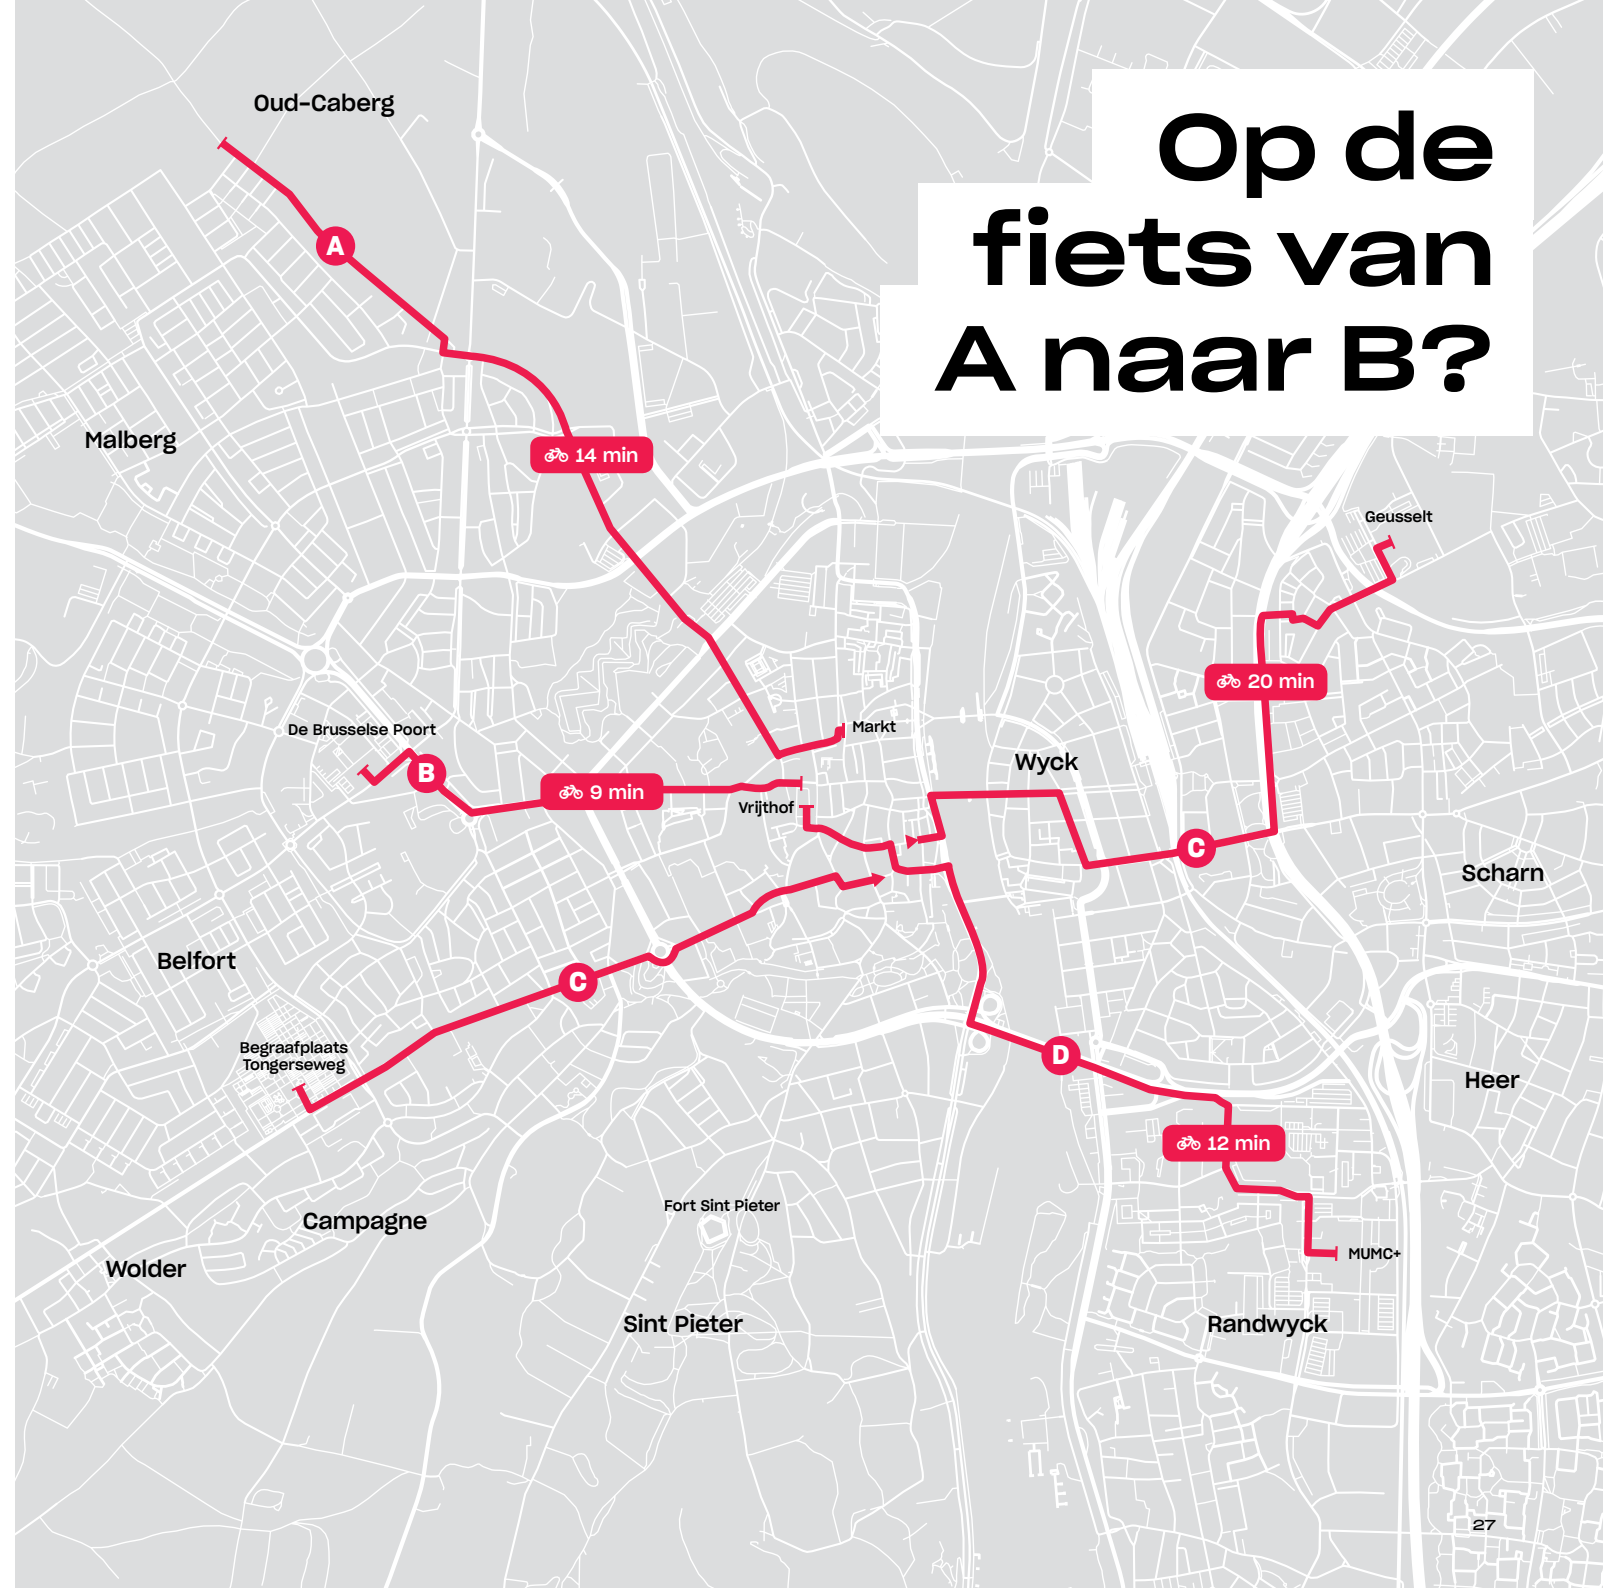 Op de
fiets van
A naar B?
Oud-Caberg
A
Malberg
14 min
Geusselt
20 min
De Brusselse Poort
Markt
B
9 min
Vrijthof
Wyck
C
Scharn
Belfort
C
Begraafplaats
Tongerseweg
D
Heer
12 min
Fort Sint Pieter
Campagne
MUMC+
Wolder
Sint Pieter
Randwyck
27